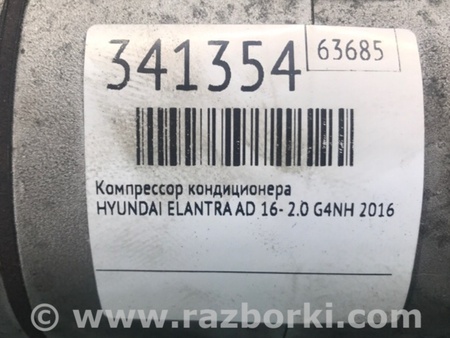 341354
63685
Компрессор кондиционера
HYUNDAI ELANTRA AD 16- 2.0 G4NH 2016
© www.razborki.com